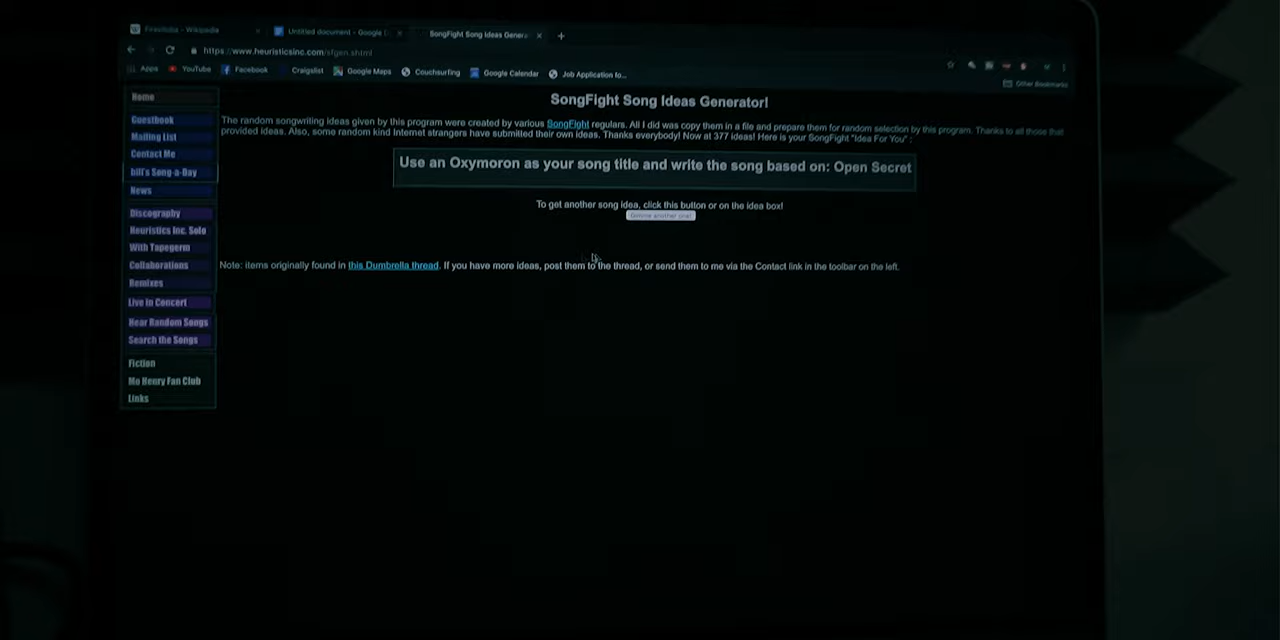 Firavitoba - Wikipedia
Untitled document - Google D
SongFight Song Ideas Genera
https://www.heuristicsinc.com/sfgen.shtml
Apps YouTube Facebook Craigslist Google Maps Couchsurfing Google Calendar Job Application fo...
Other Bookmarks
Home
Guestbook
Mailing List
Contact Me
bill's Song-a-Day
News
Discography
Heuristics Inc. Solo
With Tapegerm
Collaborations
Remixes
Live in Concert
Hear Random Songs
Search the Songs
Fiction
Mo Henry Fan Club
Links
SongFight Song Ideas Generator!
The random songwriting ideas given by this program were created by various SongFight regulars. All I did was copy them in a file and prepare them for random selection by this program. Thanks to all those that
provided ideas. Also, some random kind Internet strangers have submitted their own ideas. Thanks everybody! Now at 377 ideas! Here is your SongFight "Idea For You" :
Use an Oxymoron as your song title and write the song based on: Open Secret
To get another song idea, click this button or on the idea box!
Gimme another one!
Note: items originally found in this Dumbrella thread. If you have more ideas, post them to the thread, or send them to me via the Contact link in the toolbar on the left.